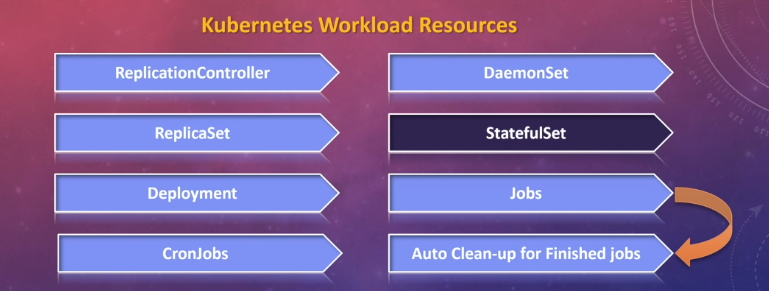 Kubernetes Workload Resources
ReplicationController
DaemonSet
ReplicaSet
StatefulSet
Deployment
Jobs
CronJobs
Auto Clean-up for Finished jobs